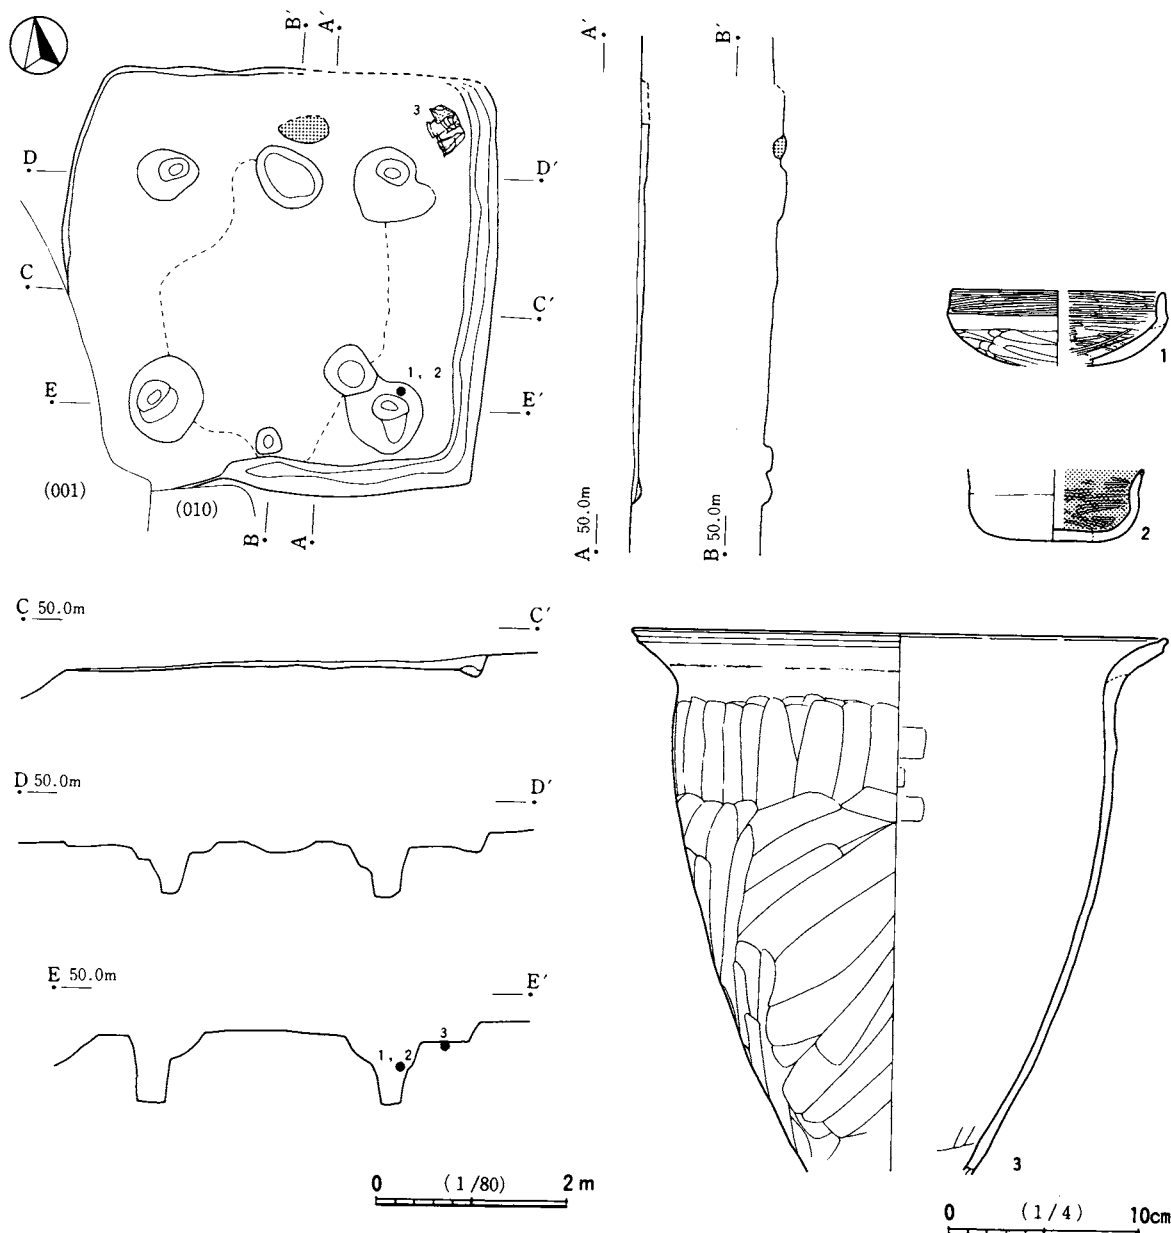 B′ A′
3
D D′
C C′
1, 2
E E′
(001)
(010)
B A
A′ B′
A 50.0m
B 50.0m
1
2
C 50.0m C′
D 50.0m D′
E 50.0m E′
1, 2 3
0 (1/80) 2m
3
0 (1/4) 10cm